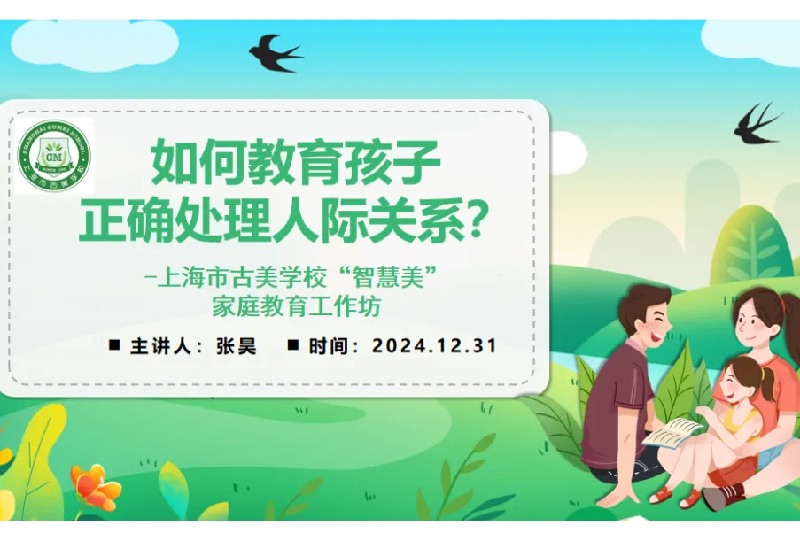 SHANGHAI GUMEI SCHOOL
GM
上海市古美学校
如何教育孩子
正确处理人际关系？
–上海市古美学校“智慧美”
家庭教育工作坊
■ 主讲人：张昊 ■ 时间：2024.12.31